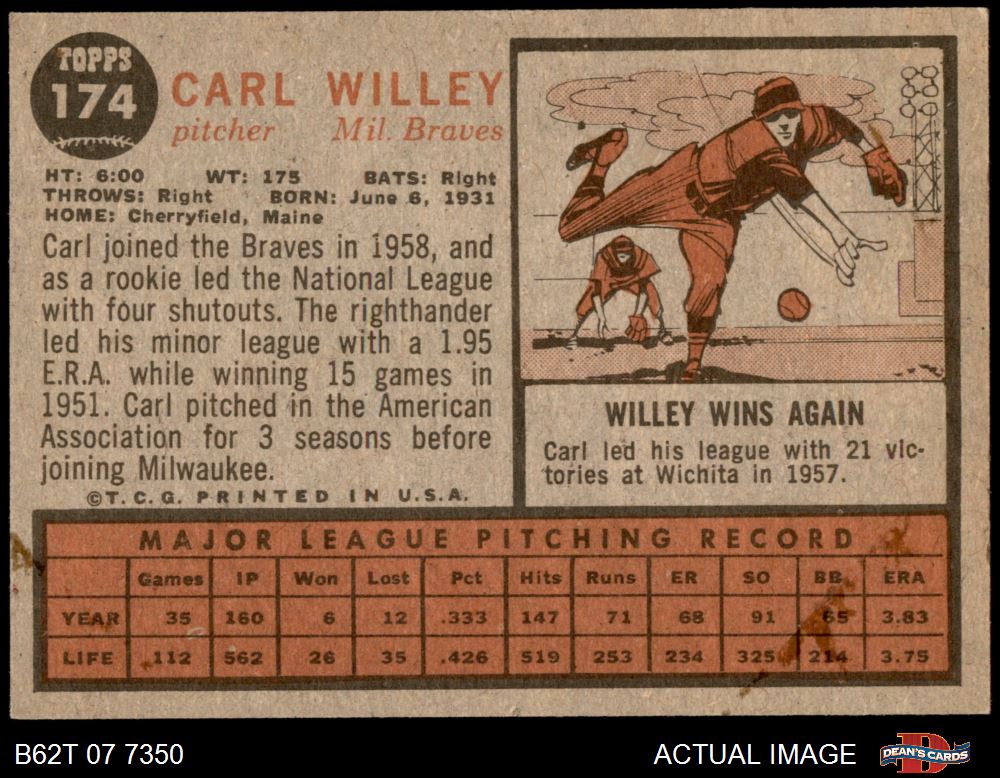 TOPPS
174
CARL WILLEY
pitcher Mil. Braves
HT: 6:00 WT: 175 BATS: Right
THROWS: Right BORN: June 6, 1931
HOME: Cherryfield, Maine
Carl joined the Braves in 1958, and
as a rookie led the National League
with four shutouts. The righthander
led his minor league with a 1.95
E.R.A. while winning 15 games in
1951. Carl pitched in the American
Association for 3 seasons before
joining Milwaukee.
©T.C.G. PRINTED IN U.S.A.
WILLEY WINS AGAIN
Carl led his league with 21 vic-
tories at Wichita in 1957.
MAJOR LEAGUE PITCHING RECORD
Games IP Won Lost Pct Hits Runs ER SO BB ERA
YEAR 35 160 6 12 .333 147 71 68 91 65 3.83
LIFE 112 562 26 35 .426 519 253 234 325 214 3.75
B62T 07 7350 ACTUAL IMAGE DEAN'S CARDS